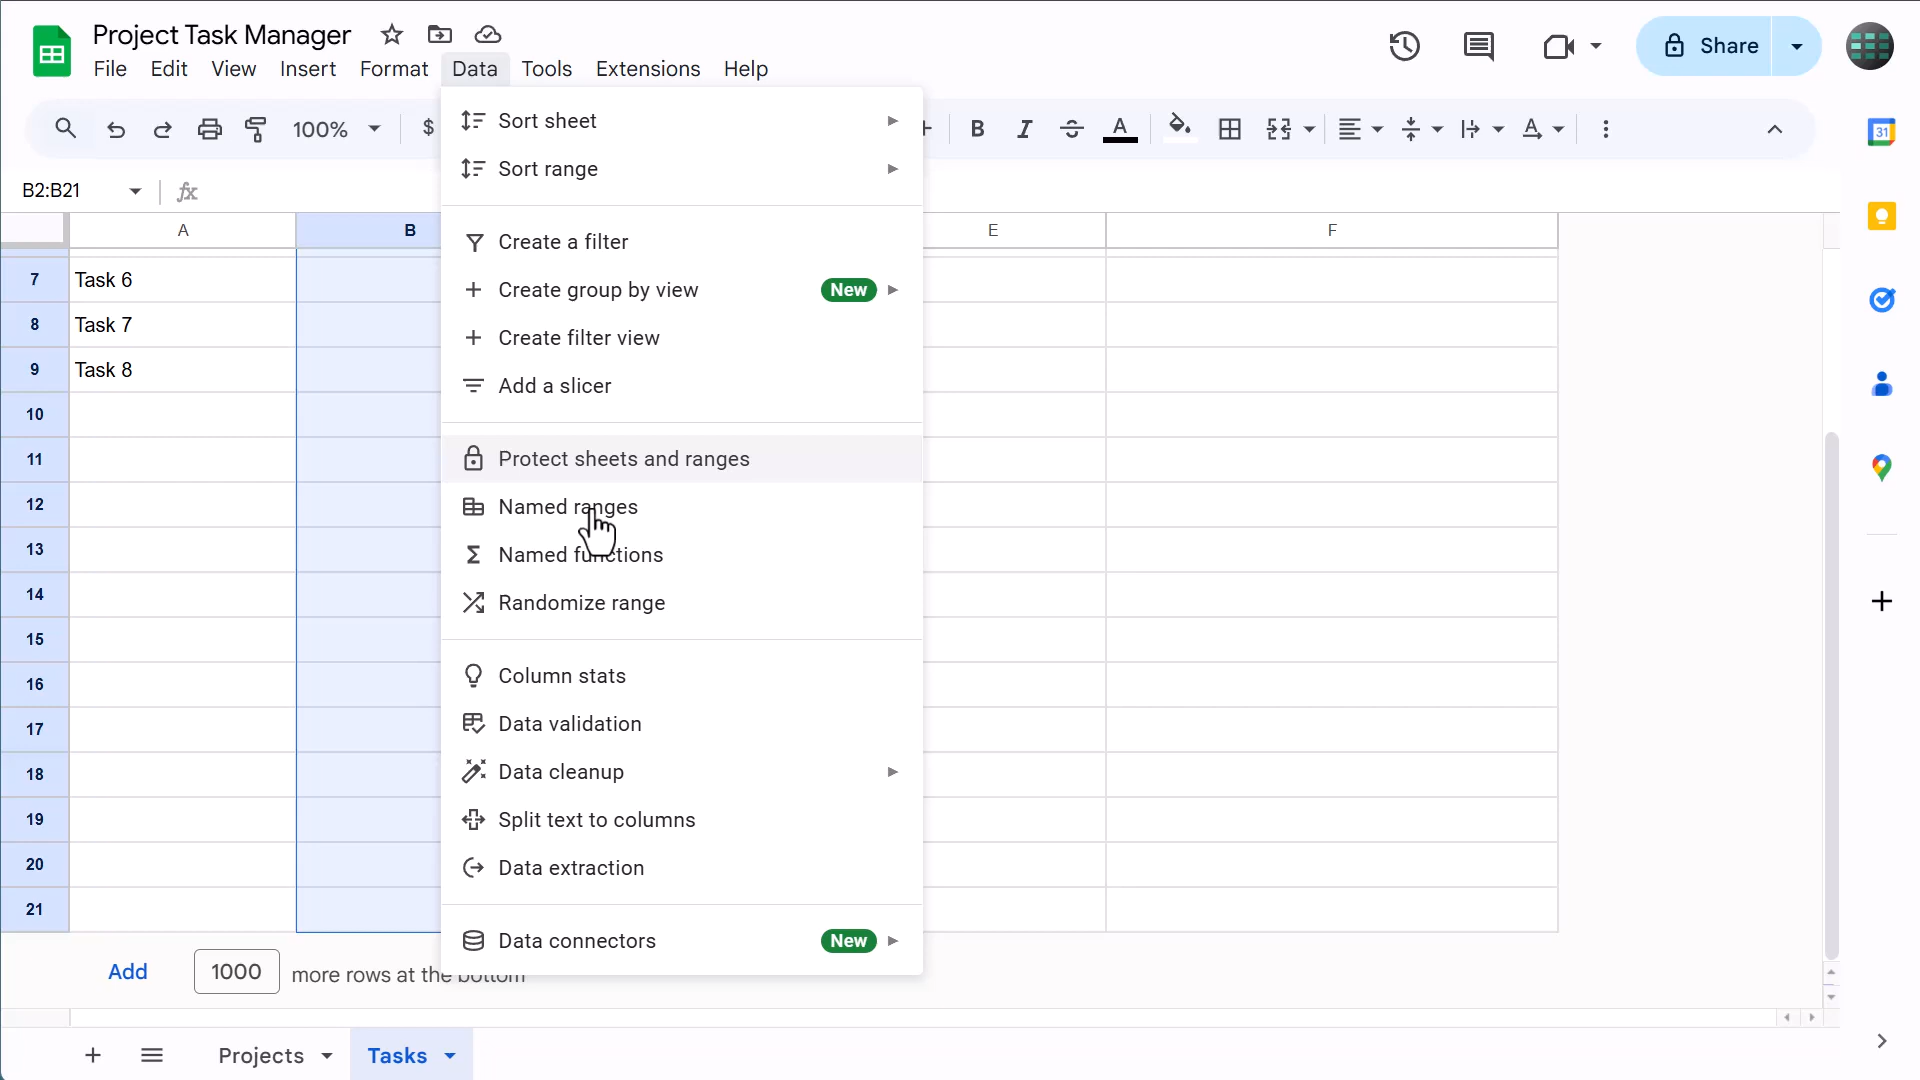 Project Task Manager
File Edit View Insert Format Data Tools Extensions Help
Share
100% $
B I A
31
B2:B21 fx
A B E F
7 Task 6
8 Task 7
9 Task 8
10
11
12
13
14
15
16
17
18
19
20
21
Sort sheet
Sort range
Create a filter
Create group by view New
Create filter view
Add a slicer
Protect sheets and ranges
Named ranges
Named functions
Randomize range
Column stats
Data validation
Data cleanup
Split text to columns
Data extraction
Data connectors New
Add 1000 more rows at the bottom
Projects Tasks